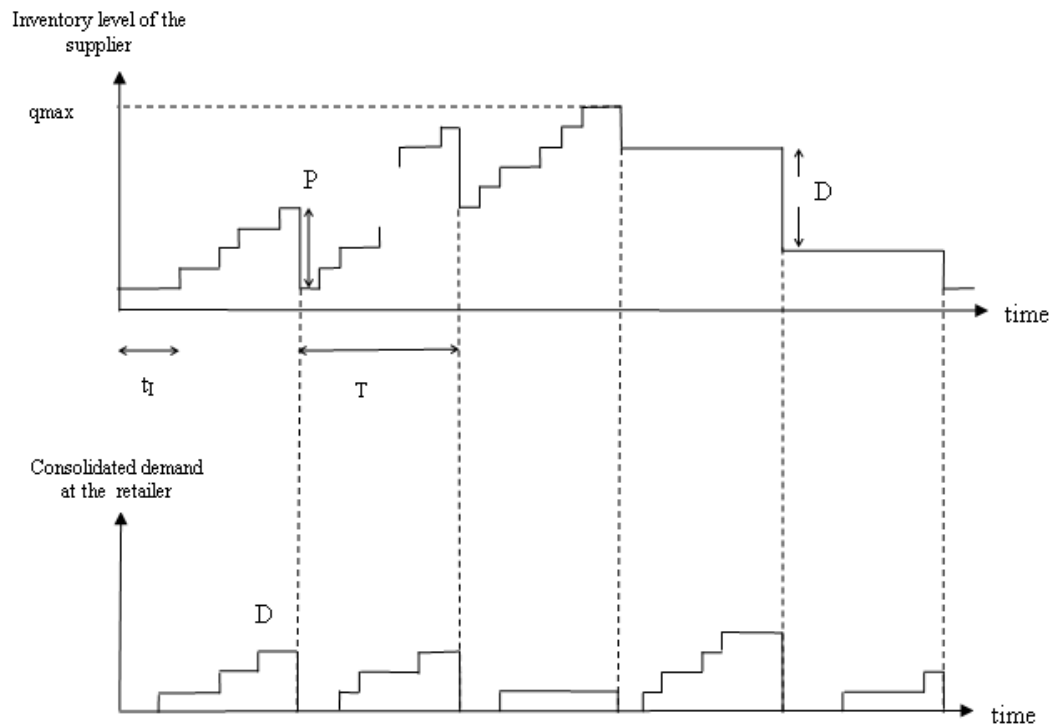 Inventory level of the
supplier
qmax
P
D
time
tI
T
Consolidated demand
at the retailer
D
time